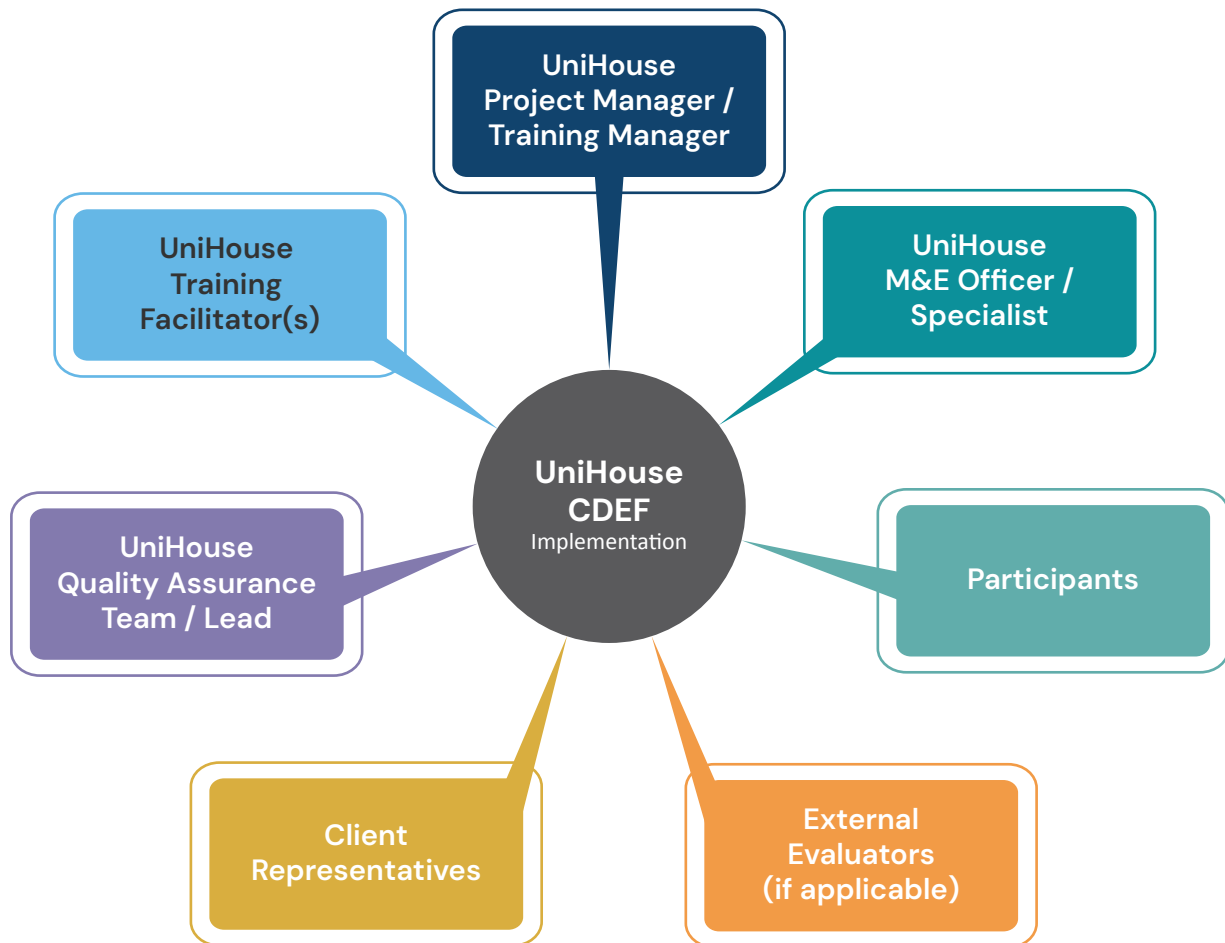 UniHouse
Project Manager /
Training Manager
UniHouse
Training
Facilitator(s)
UniHouse
M&E Officer /
Specialist
UniHouse
CDEF
Implementation
UniHouse
Quality Assurance
Team / Lead
Participants
Client
Representatives
External
Evaluators
(if applicable)